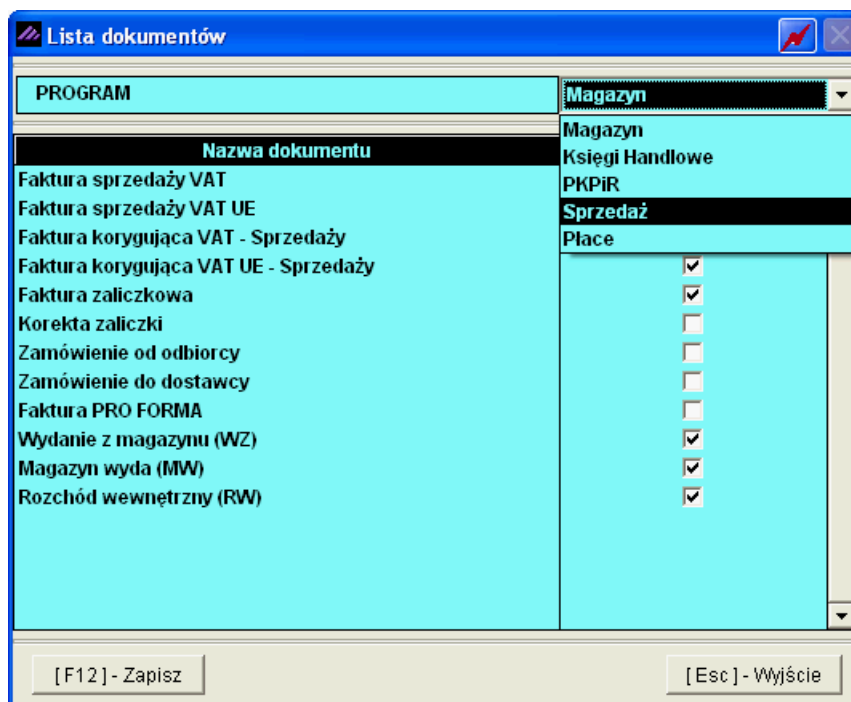 Lista dokumentów
PROGRAM
Magazyn
Magazyn
Księgi Handlowe
PKPiR
Sprzedaż
Płace
Nazwa dokumentu
Faktura sprzedaży VAT
Faktura sprzedaży VAT UE
Faktura korygująca VAT - Sprzedaży
Faktura korygująca VAT UE - Sprzedaży
Faktura zaliczkowa
Korekta zaliczki
Zamówienie od odbiorcy
Zamówienie do dostawcy
Faktura PRO FORMA
Wydanie z magazynu (WZ)
Magazyn wyda (MW)
Rozchód wewnętrzny (RW)
[ F12 ] - Zapisz
[ Esc ] - Wyjście